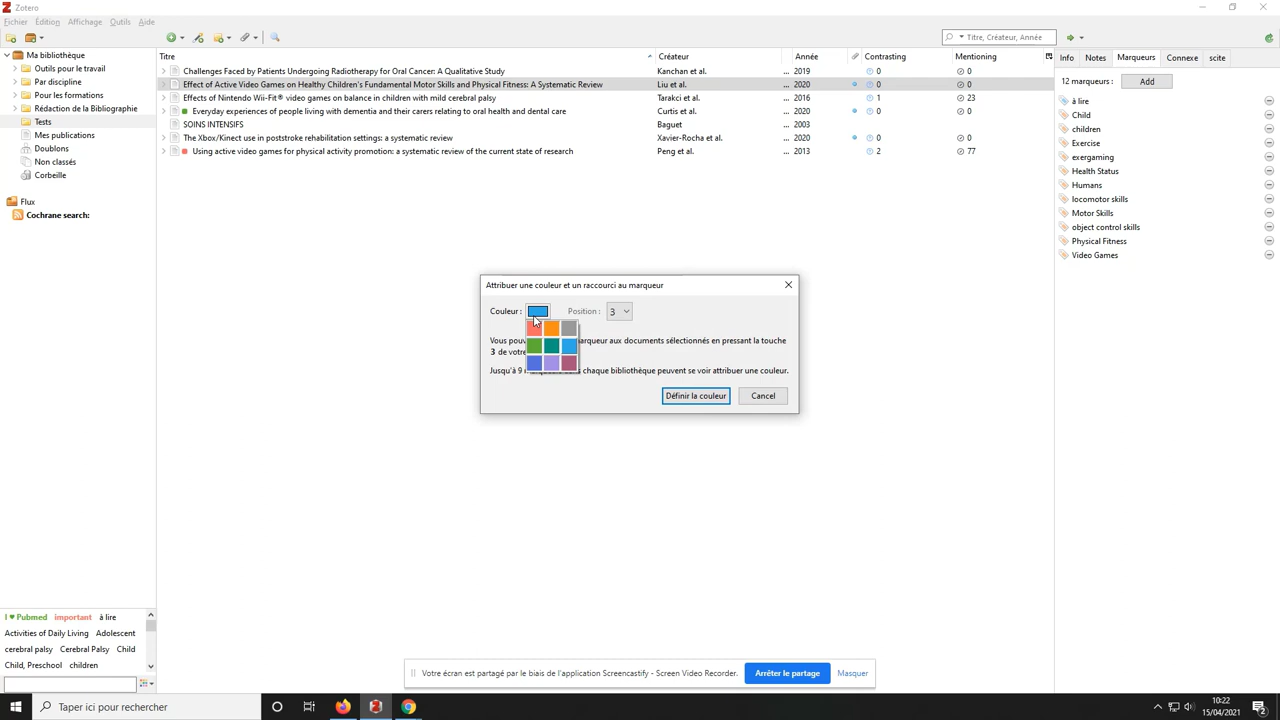 Zotero
Fichier Édition Affichage Outils Aide
Titre, Créateur, Année
Ma bibliothèque
Outils pour le travail
Par discipline
Pour les formations
Rédaction de la Bibliographie
Tests
Mes publications
Doublons
Non classés
Corbeille
Flux
Cochrane search:
Titre Créateur Année Contrasting Mentioning
Challenges Faced by Patients Undergoing Radiotherapy for Oral Cancer: A Qualitative Study Kanchan et al. ... 2019 0 0
Effect of Active Video Games on Healthy Children's Fundamental Motor Skills and Physical Fitness: A Systematic Review Liu et al. ... 2020 0 0
Effects of Nintendo Wii-Fit® video games on balance in children with mild cerebral palsy Tarakci et al. ... 2016 1 23
Everyday experiences of people living with dementia and their carers relating to oral health and dental care Curtis et al. ... 2020 0 0
SOINS INTENSIFS Baguet ... 2003
The Xbox/Kinect use in poststroke rehabilitation settings: a systematic review Xavier-Rocha et al. ... 2020 0 0
Using active video games for physical activity promotion: a systematic review of the current state of research Peng et al. ... 2013 2 77
Info Notes Marqueurs Connexe scite
12 marqueurs : Add
à lire
Child
children
Exercise
exergaming
Health Status
Humans
locomotor skills
Motor Skills
object control skills
Physical Fitness
Video Games
Attribuer une couleur et un raccourci au marqueur
Couleur : Position : 3
Vous pouv arqueur aux documents sélectionnés en pressant la touche
3 de votre
Jusqu'à 9 chaque bibliothèque peuvent se voir attribuer une couleur.
Définir la couleur Cancel
I ♥ Pubmed important à lire
Activities of Daily Living Adolescent
cerebral palsy Cerebral Palsy Child
Child, Preschool children
Votre écran est partagé par le biais de l'application Screencastify - Screen Video Recorder. Arrêter le partage Masquer
Taper ici pour rechercher
10:22
15/04/2021
2